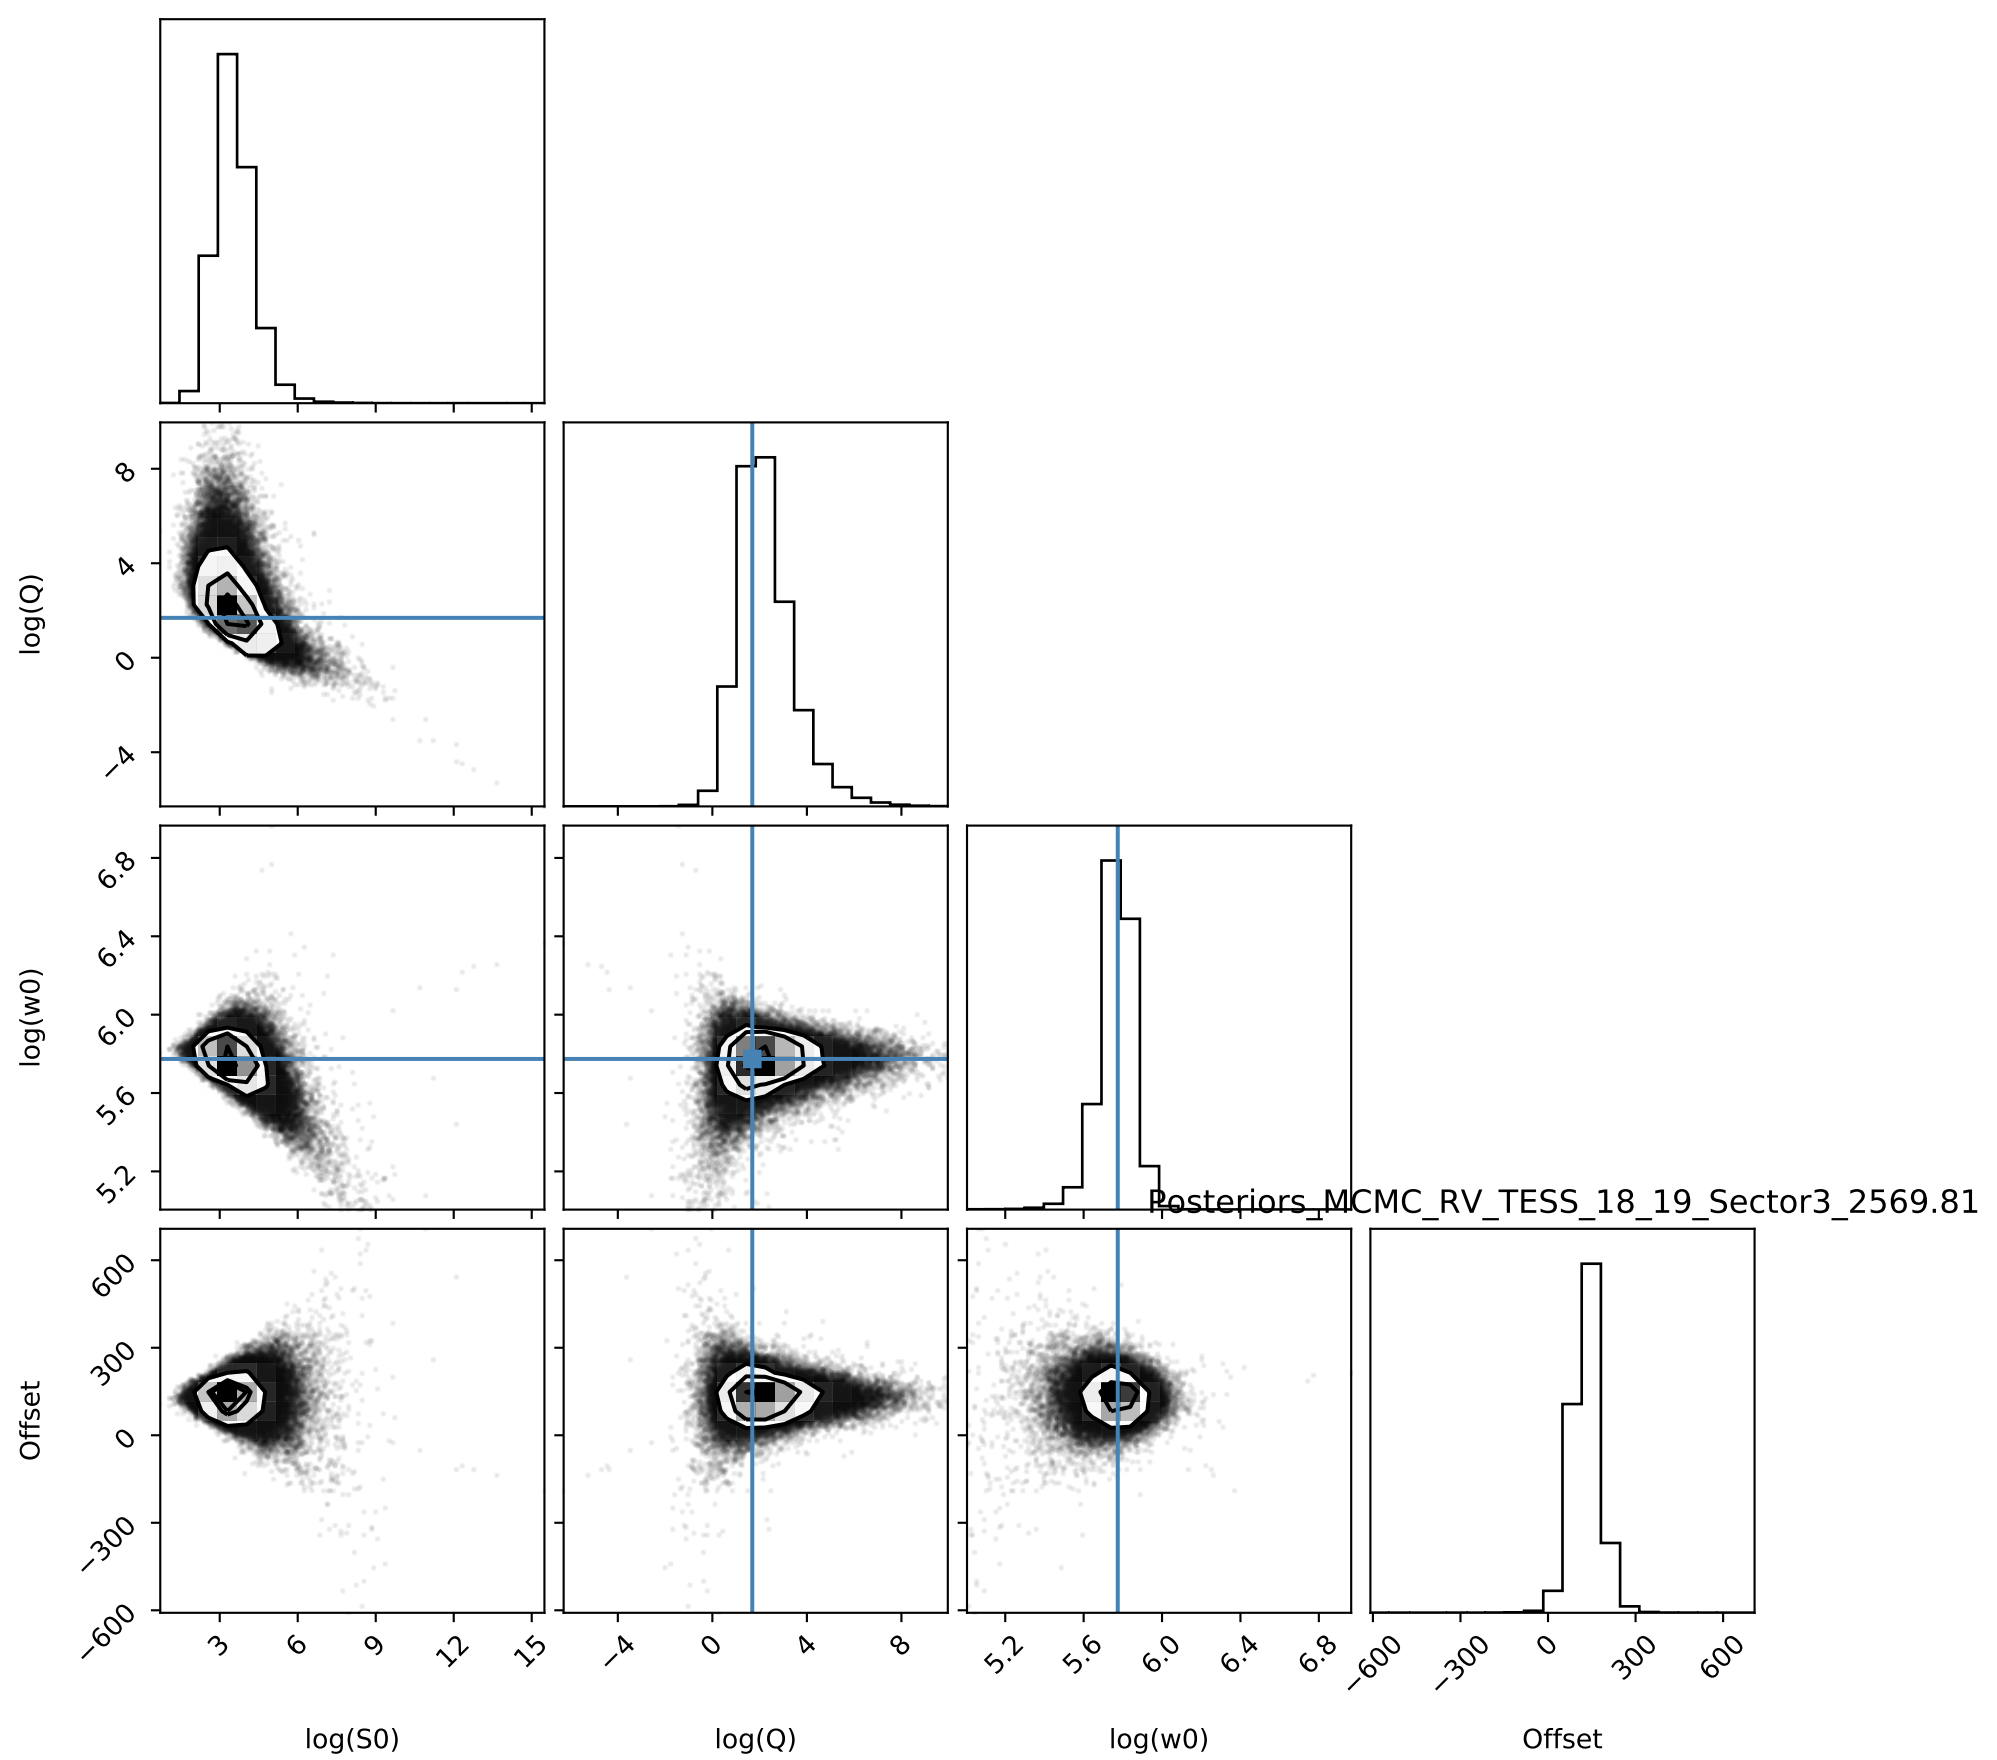 log(Q)
8
4
0
−4
log(w0)
6.8
6.4
6.0
5.6
5.2
Posteriors_MCMC_RV_TESS_18_19_Sector3_2569.81
Offset
600
300
0
−300
−600
3 6 9 12 15
−4 0 4 8
5.2 5.6 6.0 6.4 6.8
−600 −300 0 300 600
log(S0) log(Q) log(w0) Offset